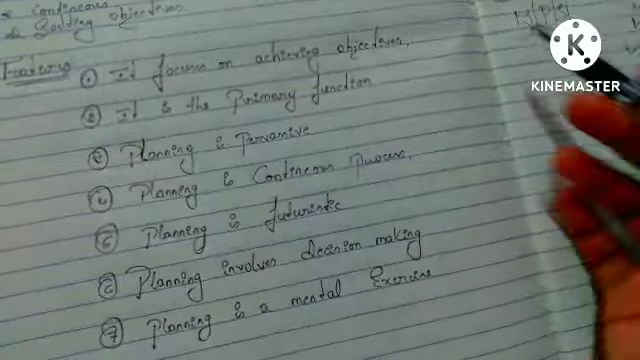 Continuous
Guiding objectives
Features
① It focuses on achieving objectives.
② It is the Primary function
③ Planning is Pervasive
④ Planning is Continuous Process.
⑤ Planning is futuristic
⑥ Planning involves decision making
⑦ Planning is a mental Exercise
KINEMASTER